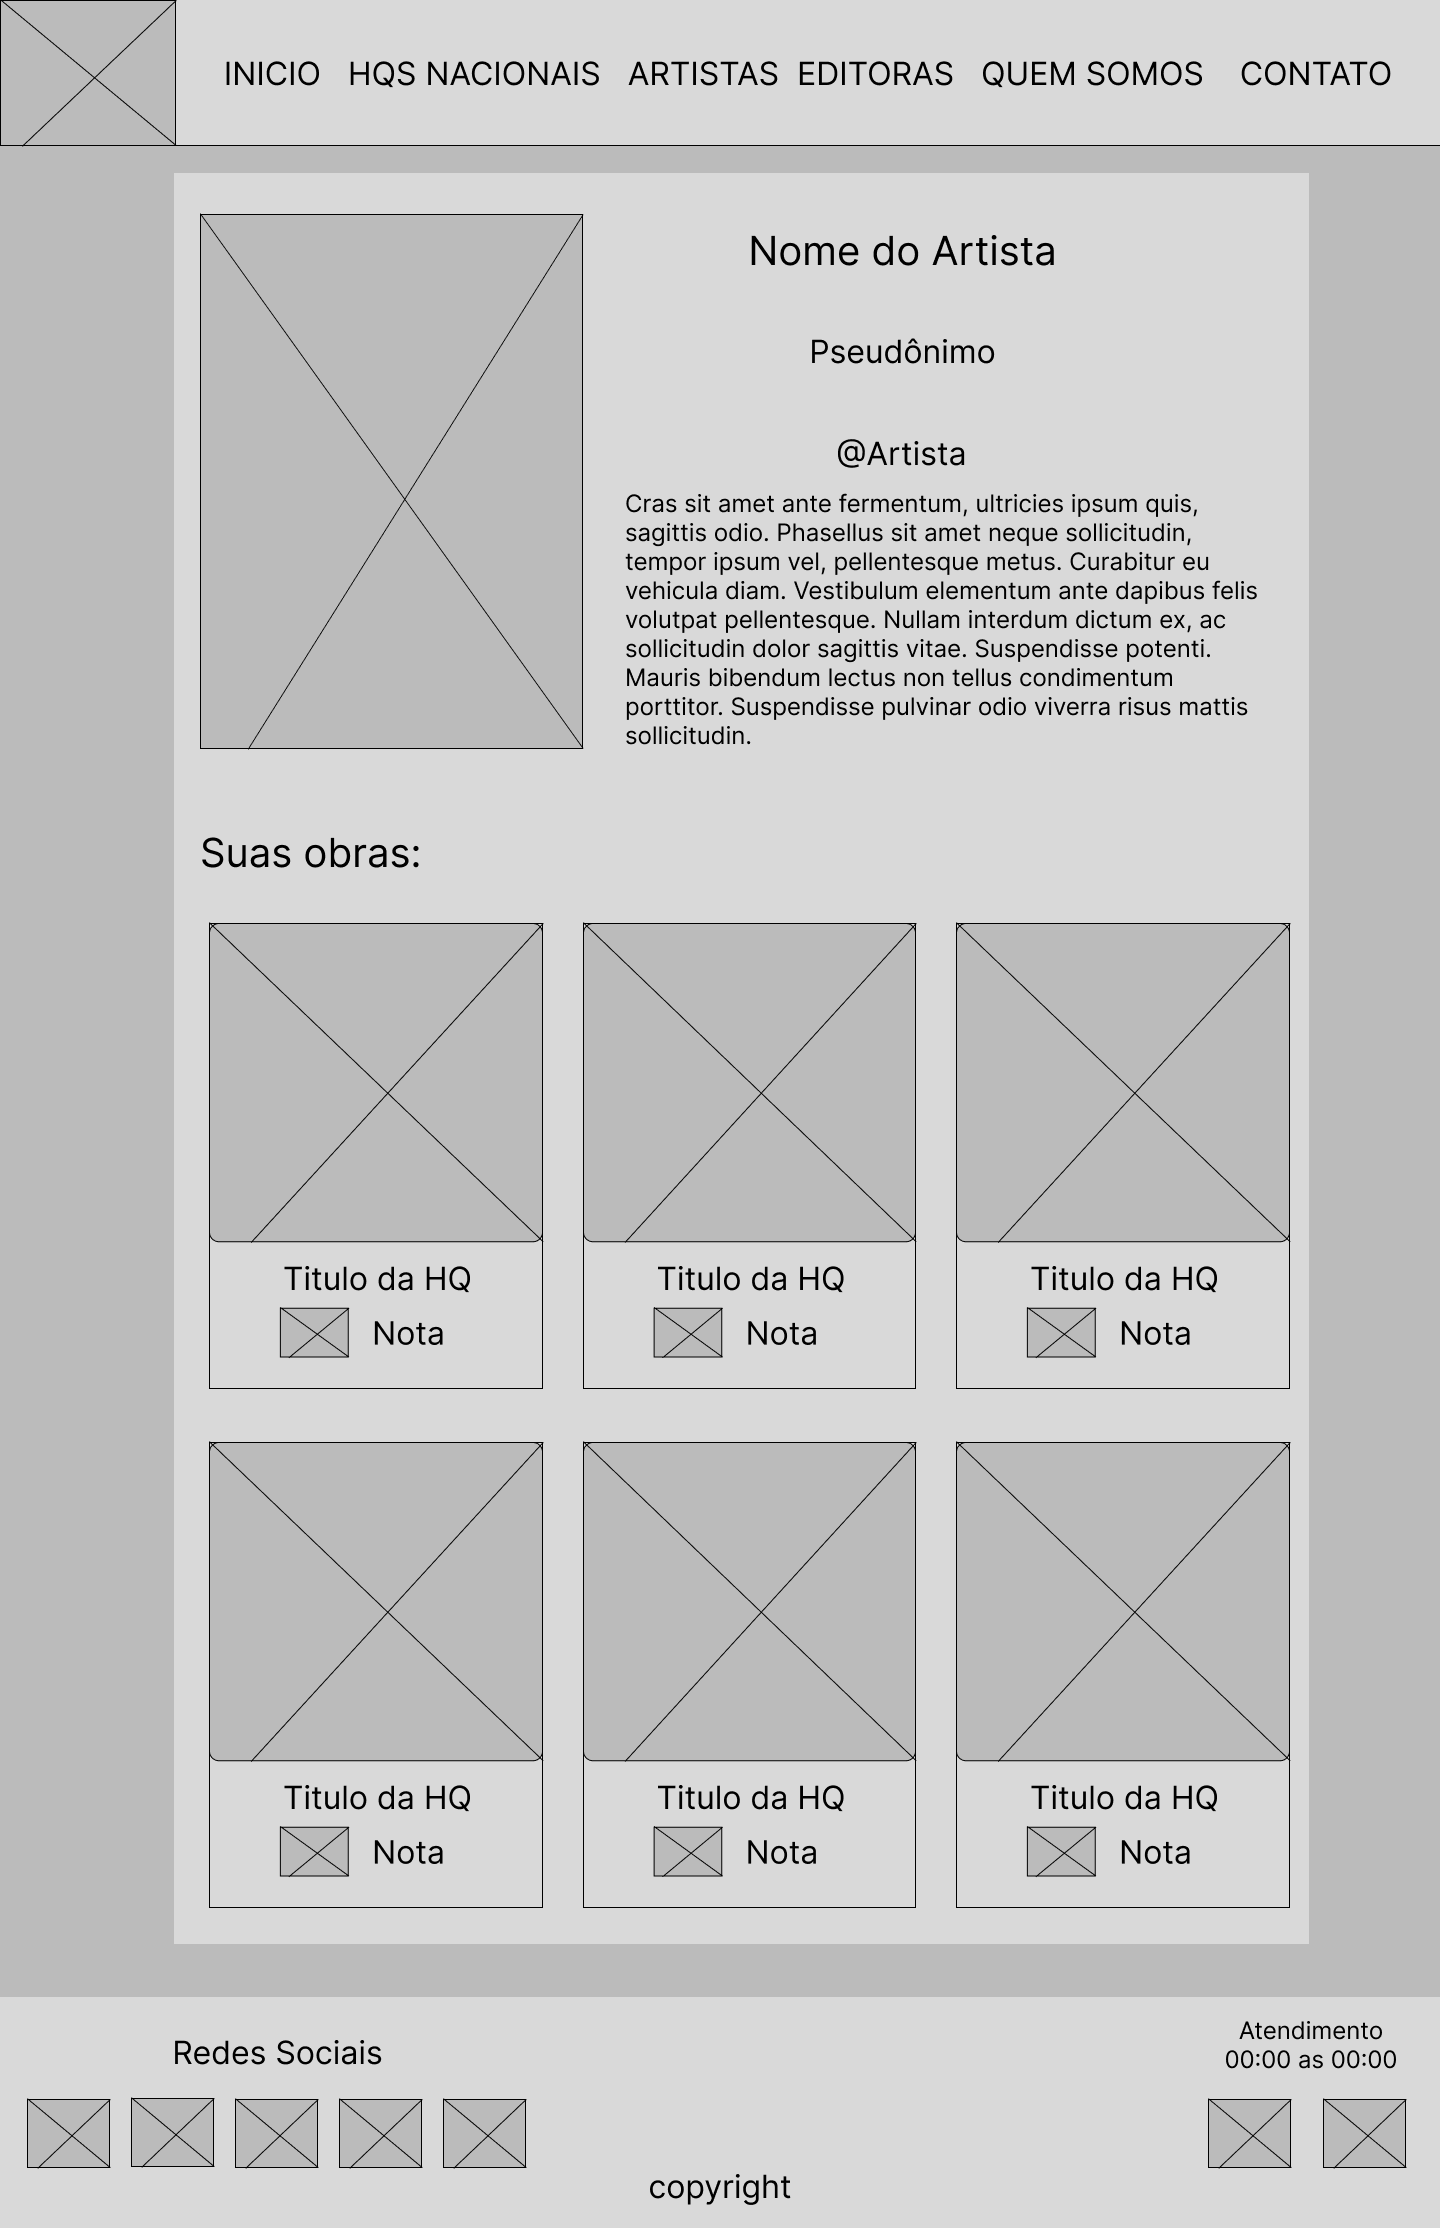 INICIO HQS NACIONAIS ARTISTAS EDITORAS QUEM SOMOS CONTATO
Nome do Artista
Pseudônimo
@Artista
Cras sit amet ante fermentum, ultricies ipsum quis,
sagittis odio. Phasellus sit amet neque sollicitudin,
tempor ipsum vel, pellentesque metus. Curabitur eu
vehicula diam. Vestibulum elementum ante dapibus felis
volutpat pellentesque. Nullam interdum dictum ex, ac
sollicitudin dolor sagittis vitae. Suspendisse potenti.
Mauris bibendum lectus non tellus condimentum
porttitor. Suspendisse pulvinar odio viverra risus mattis
sollicitudin.
Suas obras:
Titulo da HQ
Nota
Titulo da HQ
Nota
Titulo da HQ
Nota
Titulo da HQ
Nota
Titulo da HQ
Nota
Titulo da HQ
Nota
Redes Sociais
Atendimento
00:00 as 00:00
copyright